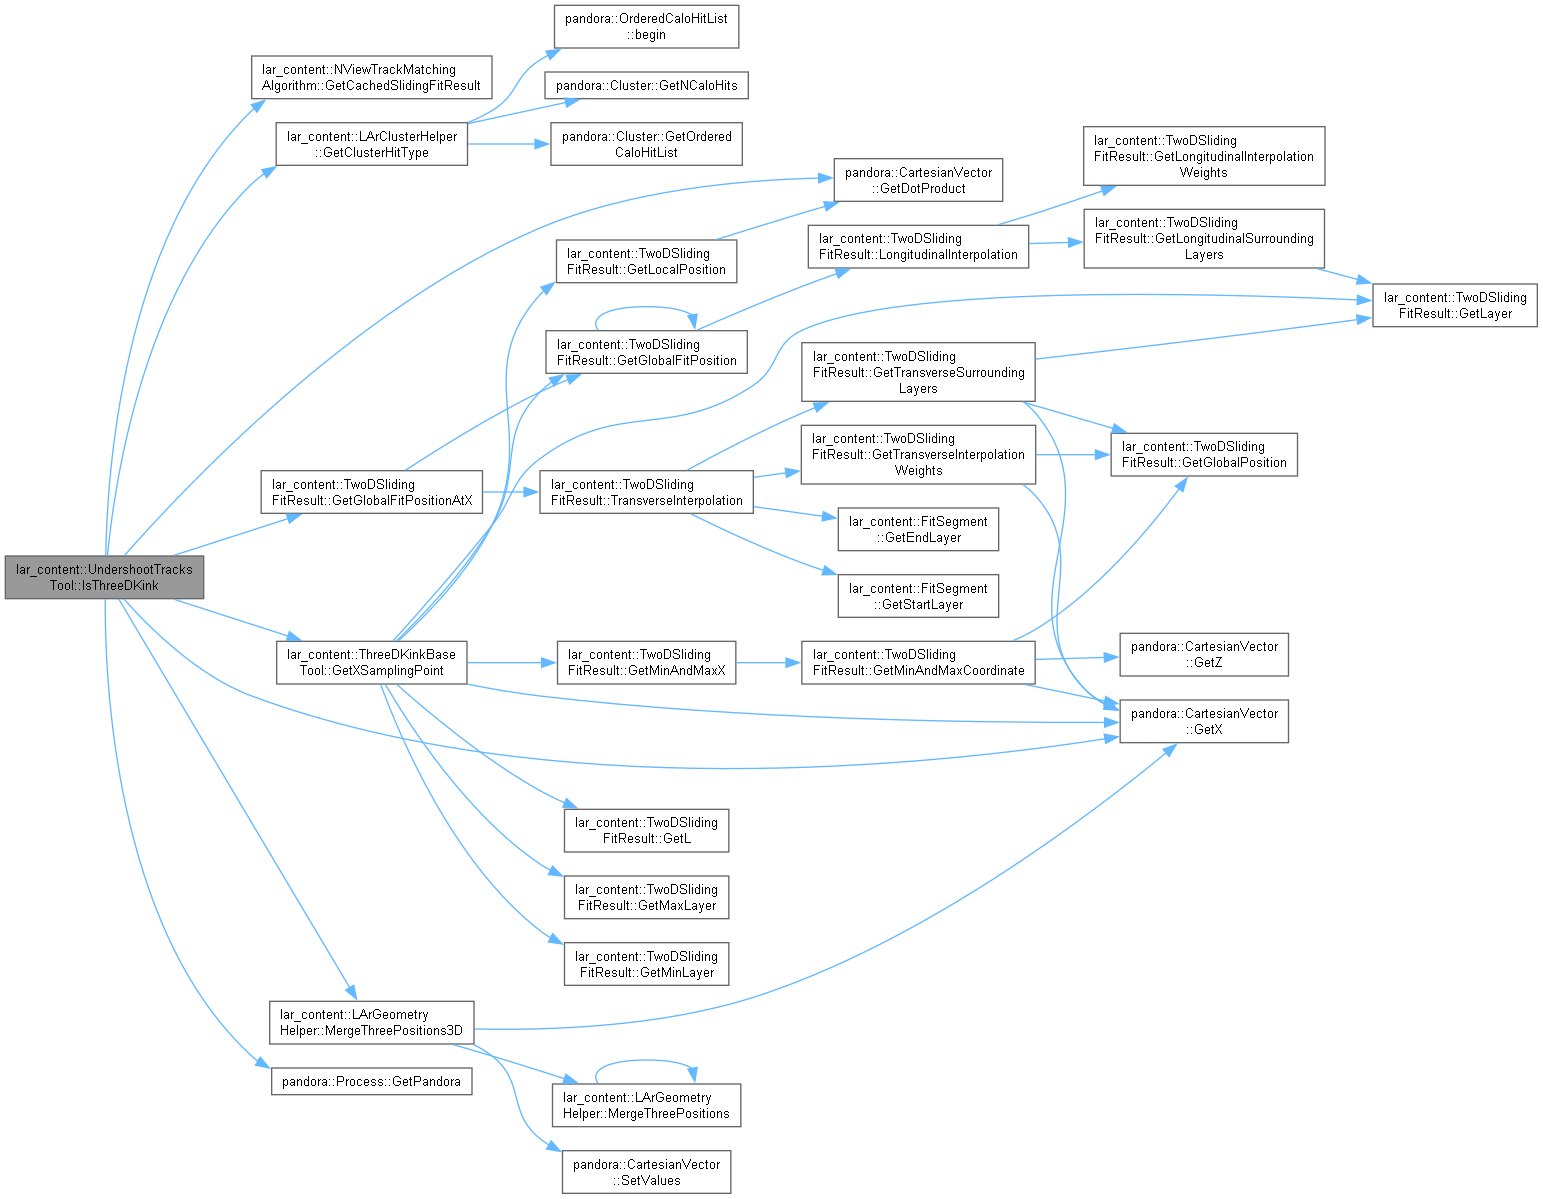 pandora::OrderedCaloHitList
::begin
lar_content::NViewTrackMatching
Algorithm::GetCachedSlidingFitResult
pandora::Cluster::GetNCaloHits
lar_content::LArClusterHelper
::GetClusterHitType
pandora::Cluster::GetOrdered
CaloHitList
lar_content::TwoDSliding
FitResult::GetLongitudinalInterpolation
Weights
pandora::CartesianVector
::GetDotProduct
lar_content::TwoDSliding
FitResult::GetLocalPosition
lar_content::TwoDSliding
FitResult::LongitudinalInterpolation
lar_content::TwoDSliding
FitResult::GetLongitudinalSurrounding
Layers
lar_content::TwoDSliding
FitResult::GetLayer
lar_content::TwoDSliding
FitResult::GetGlobalFitPosition
lar_content::TwoDSliding
FitResult::GetTransverseSurrounding
Layers
lar_content::TwoDSliding
FitResult::GetTransverseInterpolation
Weights
lar_content::TwoDSliding
FitResult::GetGlobalPosition
lar_content::TwoDSliding
FitResult::GetGlobalFitPositionAtX
lar_content::TwoDSliding
FitResult::TransverseInterpolation
lar_content::FitSegment
::GetEndLayer
lar_content::UndershootTracks
Tool::IsThreeDKink
lar_content::FitSegment
::GetStartLayer
lar_content::ThreeDKinkBase
Tool::GetXSamplingPoint
lar_content::TwoDSliding
FitResult::GetMinAndMaxX
lar_content::TwoDSliding
FitResult::GetMinAndMaxCoordinate
pandora::CartesianVector
::GetZ
pandora::CartesianVector
::GetX
lar_content::TwoDSliding
FitResult::GetL
lar_content::TwoDSliding
FitResult::GetMaxLayer
lar_content::TwoDSliding
FitResult::GetMinLayer
lar_content::LArGeometry
Helper::MergeThreePositions3D
pandora::Process::GetPandora
lar_content::LArGeometry
Helper::MergeThreePositions
pandora::CartesianVector
::SetValues